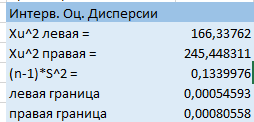 Интерв. Оц. Дисперсии
Xu^2 левая = 166,33762
Xu^2 правая = 245,448311
(n-1)*S^2 = 0,1339976
левая граница 0,00054593
правая граница 0,00080558